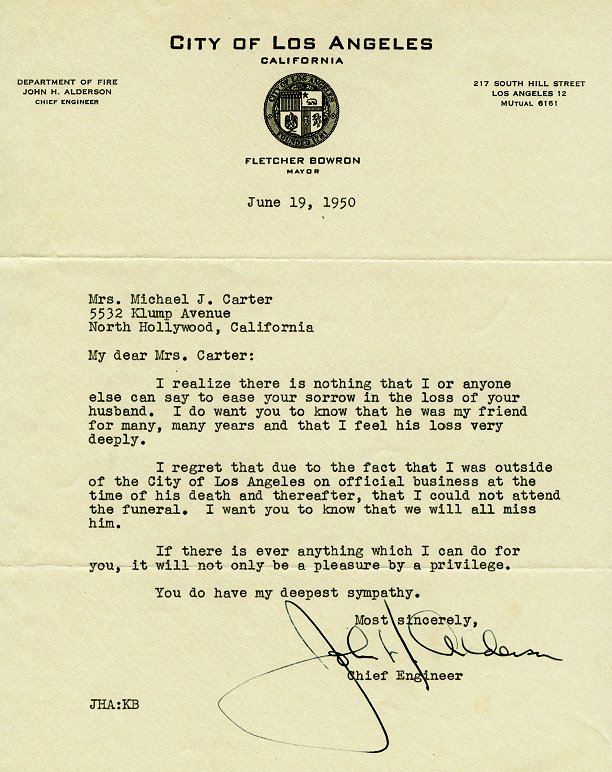 CITY OF LOS ANGELES
CALIFORNIA
DEPARTMENT OF FIRE
JOHN H. ALDERSON
CHIEF ENGINEER
217 SOUTH HILL STREET
LOS ANGELES 12
MUTUAL 6161
CITY OF LOS ANGELES
FOUNDED 1781
FLETCHER BOWRON
MAYOR
June 19, 1950
Mrs. Michael J. Carter
5532 Klump Avenue
North Hollywood, California
My dear Mrs. Carter:
I realize there is nothing that I or anyone
else can say to ease your sorrow in the loss of your
husband. I do want you to know that he was my friend
for many, many years and that I feel his loss very
deeply.
I regret that due to the fact that I was outside
of the City of Los Angeles on official business at the
time of his death and thereafter, that I could not attend
the funeral. I want you to know that we will all miss
him.
If there is ever anything which I can do for
you, it will not only be a pleasure by a privilege.
You do have my deepest sympathy.
Most sincerely,
John H. Alderson
Chief Engineer
JHA:KB